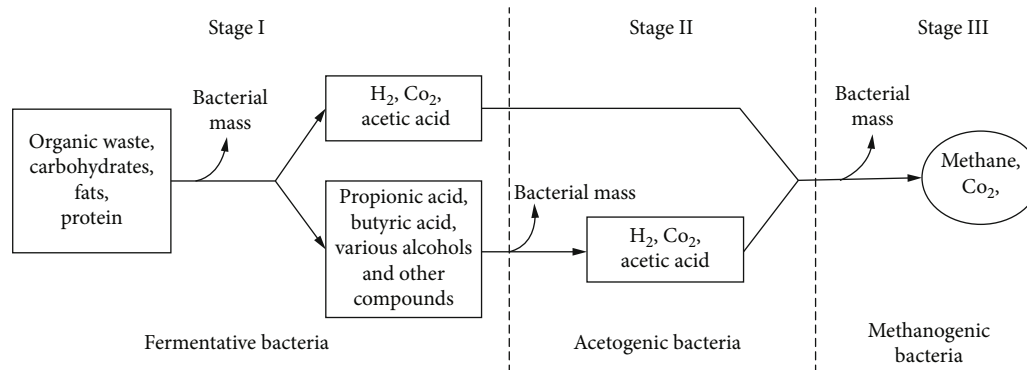 Stage I
Stage II
Stage III
Organic waste,
carbohydrates,
fats,
protein
Bacterial
mass
H₂, Co₂,
acetic acid
Propionic acid,
butyric acid,
various alcohols
and other
compounds
Bacterial mass
H₂, Co₂,
acetic acid
Bacterial
mass
Methane,
Co₂,
Fermentative bacteria
Acetogenic bacteria
Methanogenic
bacteria